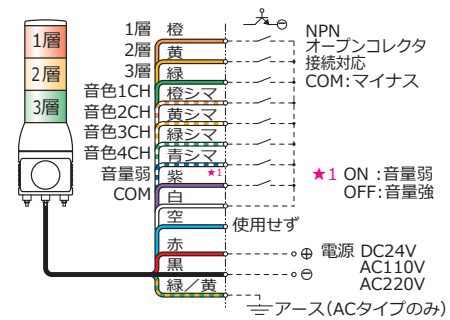 1層
2層
3層
1層 橙
2層 黄
3層 緑
音色1CH 橙シマ
音色2CH 黄シマ
音色3CH 緑シマ
音色4CH 青シマ
音量弱 紫 ★1
COM 白
空 使用せず
赤
黒
緑／黄
NPN
オープンコレクタ
接続対応
COM:マイナス
★1 ON :音量弱
OFF:音量強
⊕ 電源 DC24V
⊖ AC110V
AC220V
アース(ACタイプのみ)